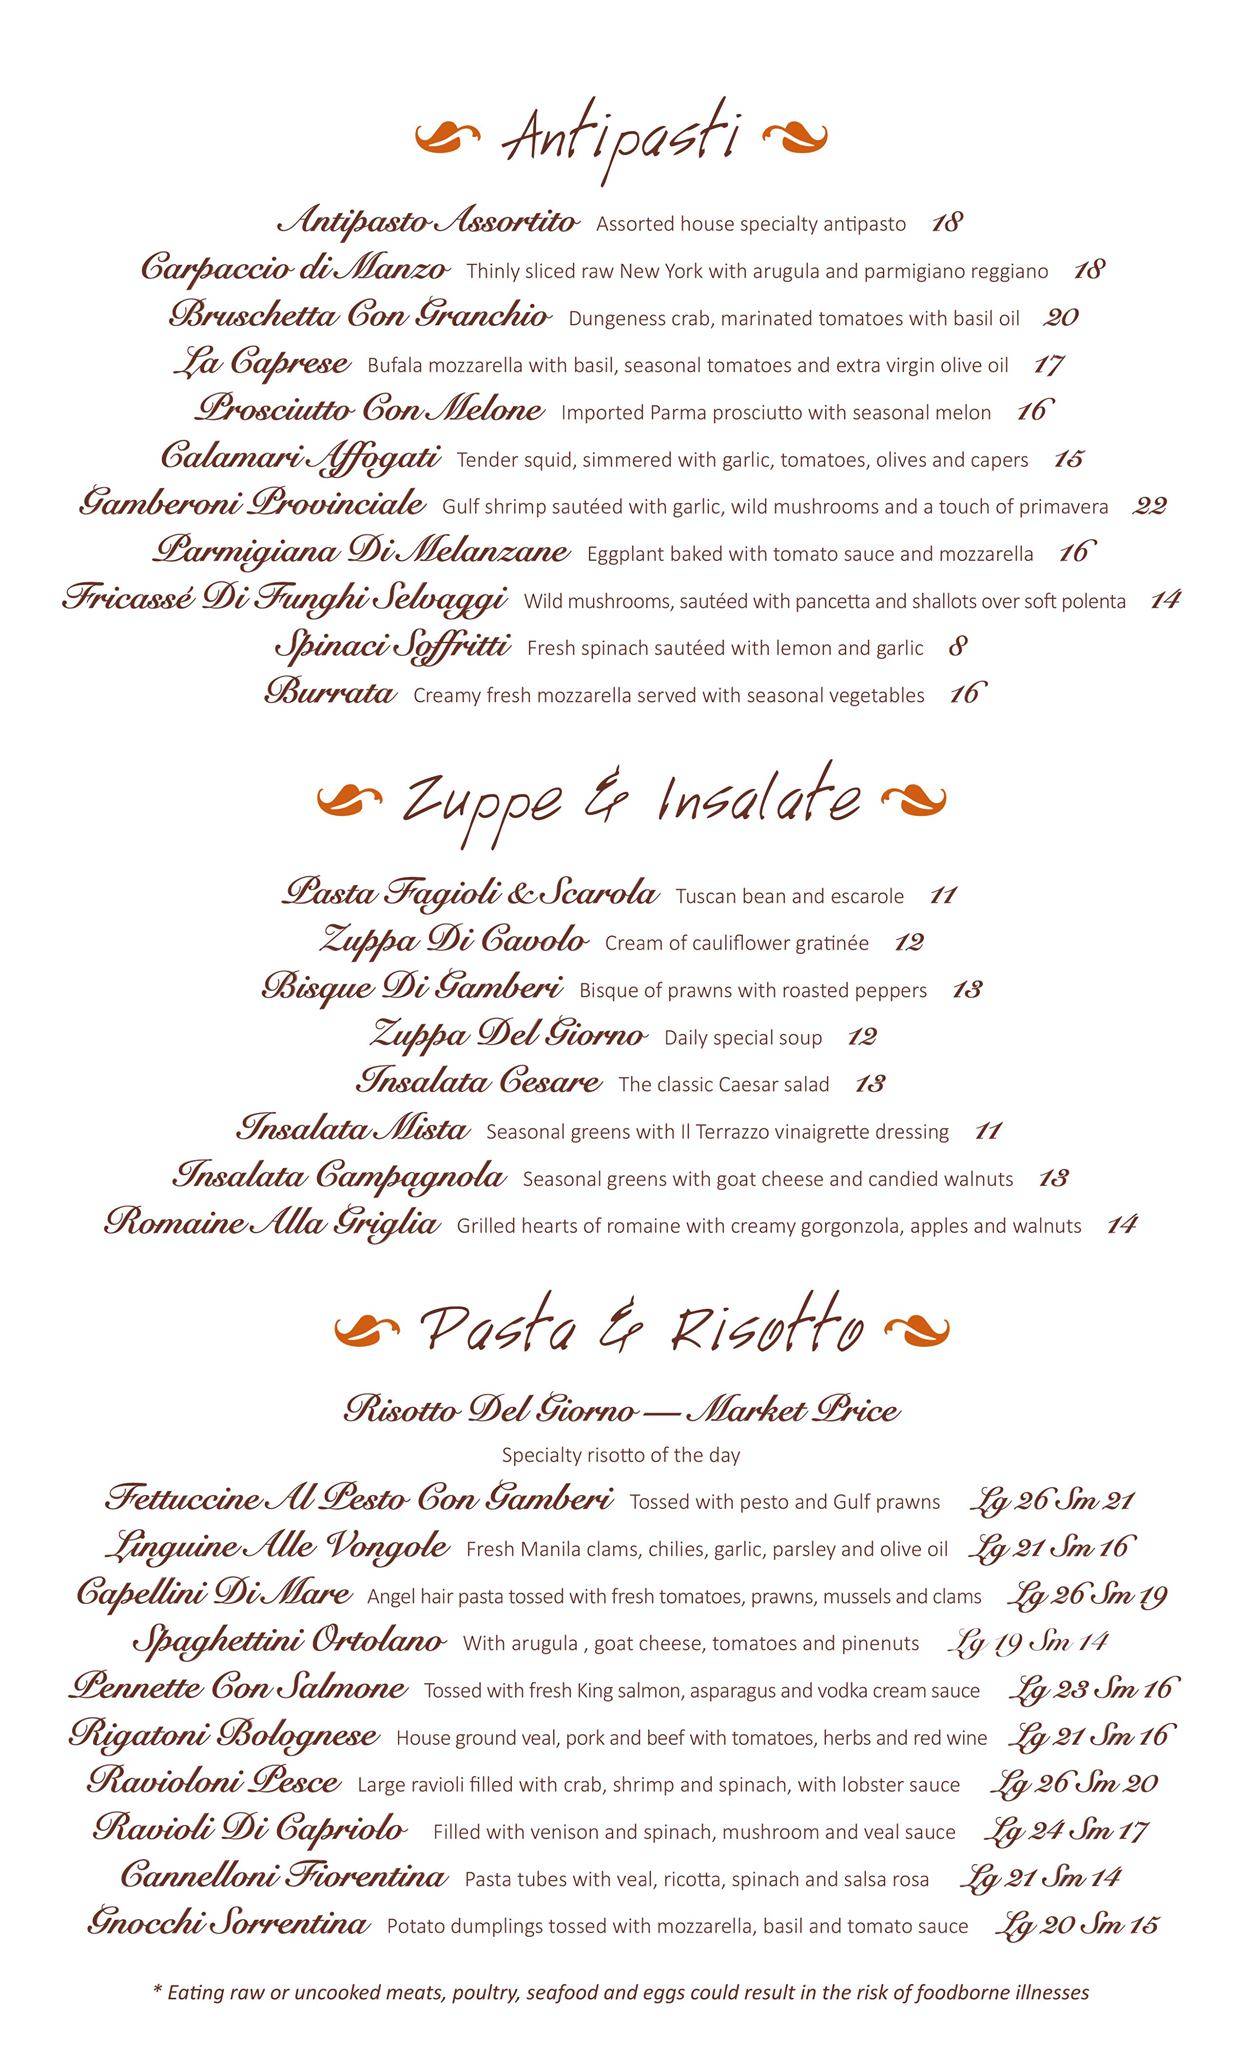 Antipasti
Antipasto Assortito Assorted house specialty antipasto 18
Carpaccio di Manzo Thinly sliced raw New York with arugula and parmigiano reggiano 18
Bruschetta Con Granchio Dungeness crab, marinated tomatoes with basil oil 20
La Caprese Bufala mozzarella with basil, seasonal tomatoes and extra virgin olive oil 17
Prosciutto Con Melone Imported Parma prosciutto with seasonal melon 16
Calamari Affogati Tender squid, simmered with garlic, tomatoes, olives and capers 15
Gamberoni Provinciale Gulf shrimp sautéed with garlic, wild mushrooms and a touch of primavera 22
Parmigiana Di Melanzane Eggplant baked with tomato sauce and mozzarella 16
Fricassé Di Funghi Selvaggi Wild mushrooms, sautéed with pancetta and shallots over soft polenta 14
Spinaci Soffritti Fresh spinach sautéed with lemon and garlic 8
Burrata Creamy fresh mozzarella served with seasonal vegetables 16
Zuppe & Insalate
Pasta Fagioli & Scarola Tuscan bean and escarole 11
Zuppa Di Cavolo Cream of cauliflower gratinée 12
Bisque Di Gamberi Bisque of prawns with roasted peppers 13
Zuppa Del Giorno Daily special soup 12
Insalata Cesare The classic Caesar salad 13
Insalata Mista Seasonal greens with Il Terrazzo vinaigrette dressing 11
Insalata Campagnola Seasonal greens with goat cheese and candied walnuts 13
Romaine Alla Griglia Grilled hearts of romaine with creamy gorgonzola, apples and walnuts 14
Pasta & Risotto
Risotto Del Giorno — Market Price
Specialty risotto of the day
Fettuccine Al Pesto Con Gamberi Tossed with pesto and Gulf prawns Lg 26 Sm 21
Linguine Alle Vongole Fresh Manila clams, chilies, garlic, parsley and olive oil Lg 21 Sm 16
Capellini Di Mare Angel hair pasta tossed with fresh tomatoes, prawns, mussels and clams Lg 26 Sm 19
Spaghettini Ortolano With arugula , goat cheese, tomatoes and pinenuts Lg 19 Sm 14
Pennette Con Salmone Tossed with fresh King salmon, asparagus and vodka cream sauce Lg 23 Sm 16
Rigatoni Bolognese House ground veal, pork and beef with tomatoes, herbs and red wine Lg 21 Sm 16
Ravioloni Pesce Large ravioli filled with crab, shrimp and spinach, with lobster sauce Lg 26 Sm 20
Ravioli Di Capriolo Filled with venison and spinach, mushroom and veal sauce Lg 24 Sm 17
Cannelloni Fiorentina Pasta tubes with veal, ricotta, spinach and salsa rosa Lg 21 Sm 14
Gnocchi Sorrentina Potato dumplings tossed with mozzarella, basil and tomato sauce Lg 20 Sm 15
* Eating raw or uncooked meats, poultry, seafood and eggs could result in the risk of foodborne illnesses